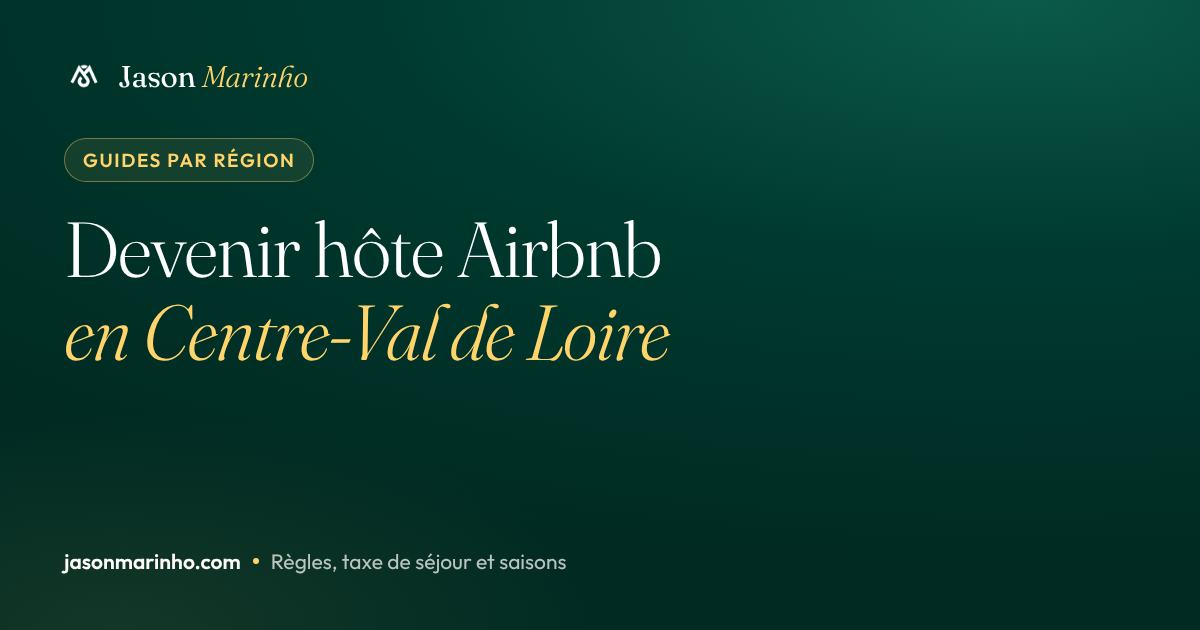 Jason Marinho
GUIDES PAR RÉGION
Devenir hôte Airbnb
en Centre-Val de Loire
jasonmarinho.com • Règles, taxe de séjour et saisons